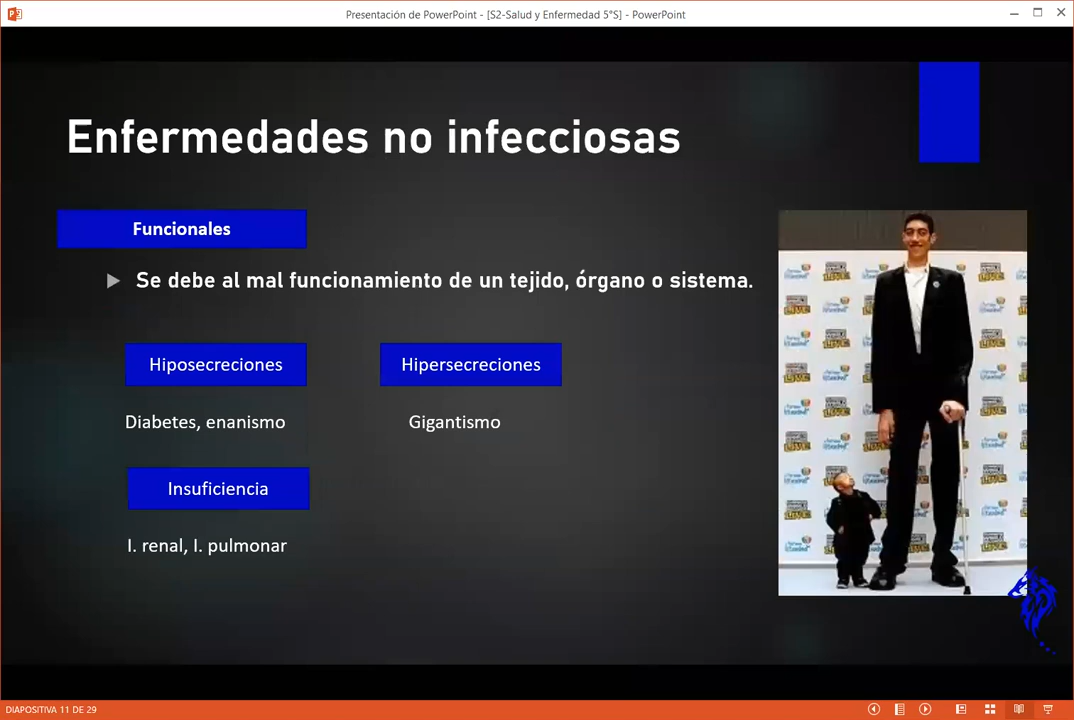 Presentación de PowerPoint - [S2-Salud y Enfermedad 5°S] - PowerPoint
Enfermedades no infecciosas
Funcionales
Se debe al mal funcionamiento de un tejido, órgano o sistema.
Hiposecreciones
Hipersecreciones
Diabetes, enanismo
Gigantismo
Insuficiencia
I. renal, I. pulmonar
DIAPOSITIVA 11 DE 29